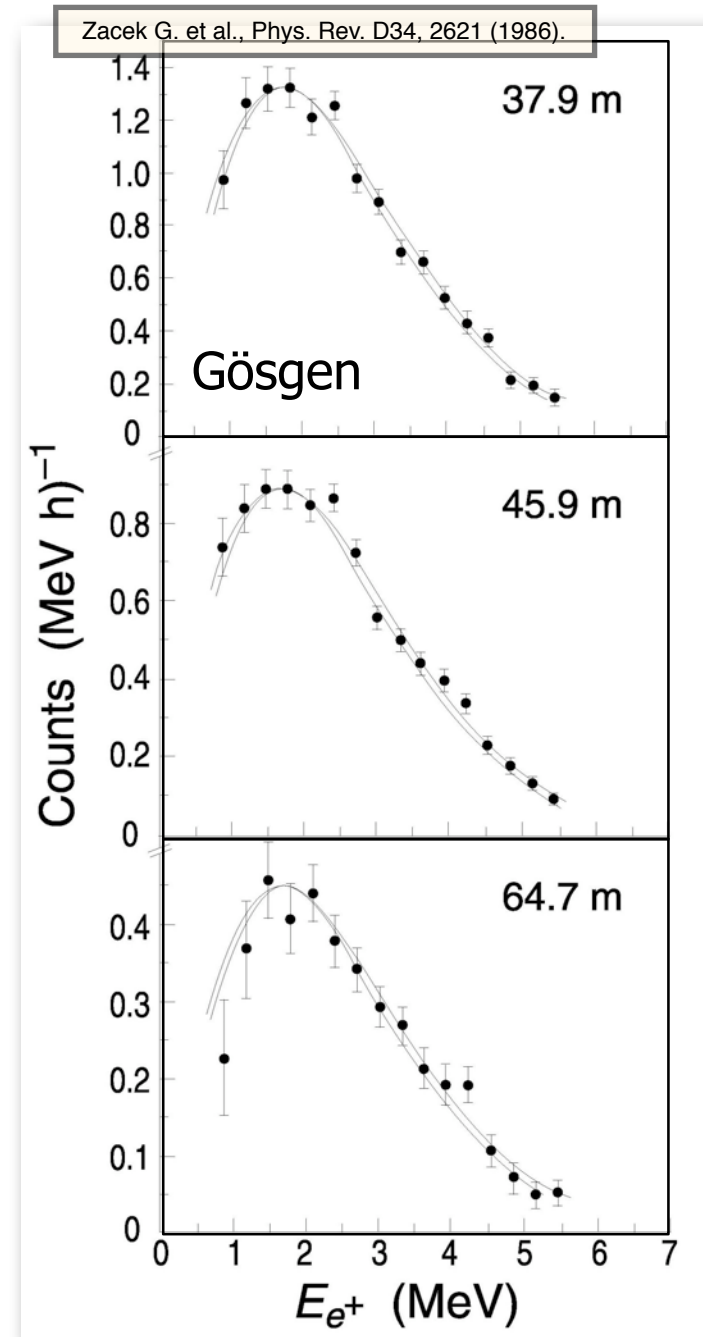 Zacek G. et al., Phys. Rev. D34, 2621 (1986).
1.4
1.2
1.0
0.8
0.6
0.4
0.2
0
37.9 m
Gösgen
Counts (MeV h)⁻¹
0.8
0.6
0.4
0.2
0
45.9 m
0.4
0.3
0.2
0.1
0
64.7 m
0 1 2 3 4 5 6 7
Ee+ (MeV)